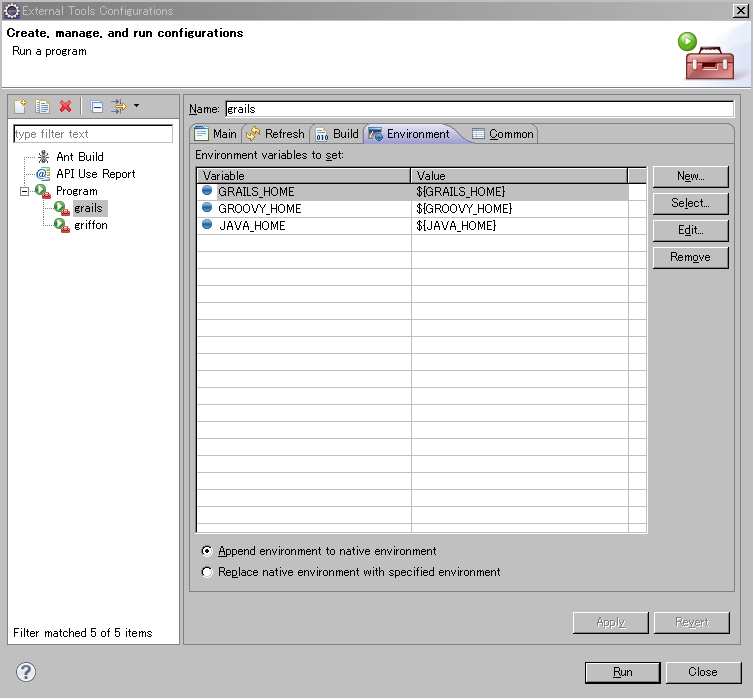 External Tools Configurations
Create, manage, and run configurations
Run a program
Name: grails
type filter text
Ant Build
API Use Report
Program
grails
griffon
Filter matched 5 of 5 items
Main Refresh Build Environment Common
Environment variables to set:
Variable Value
GRAILS_HOME ${GRAILS_HOME}
GROOVY_HOME ${GROOVY_HOME}
JAVA_HOME ${JAVA_HOME}
New...
Select...
Edit...
Remove
Append environment to native environment
Replace native environment with specified environment
Apply Revert
Run Close